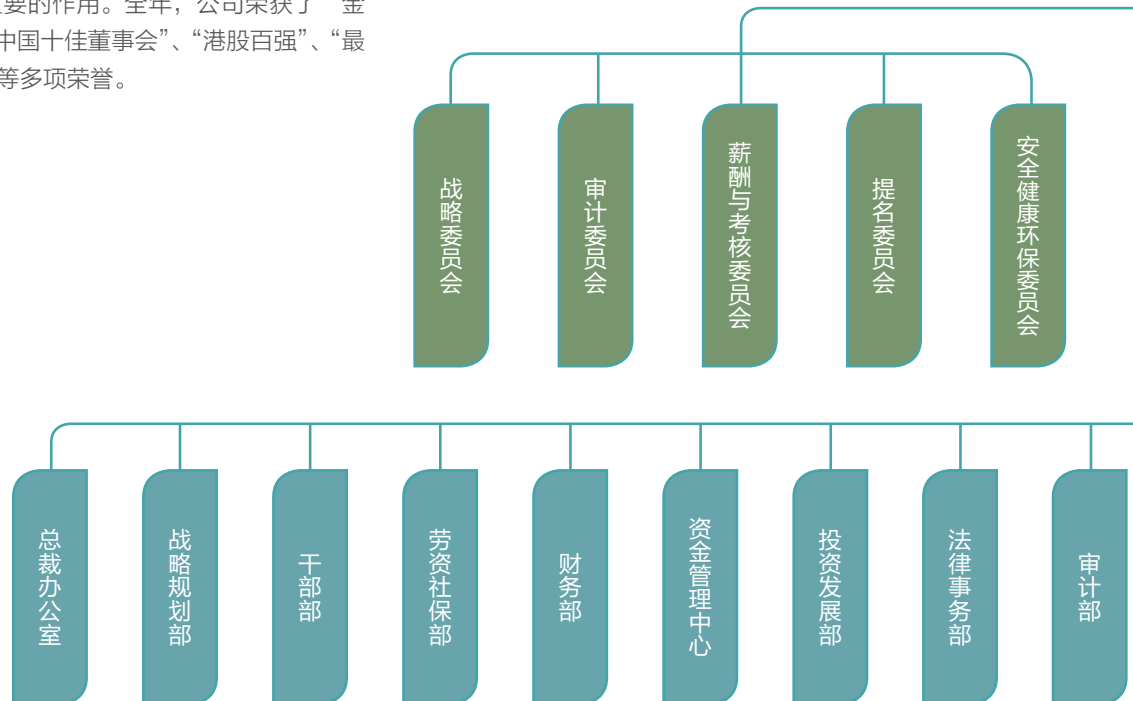 要的作用。全年，公司荣获了“金
中国十佳董事会”、“港股百强”、“最
等多项荣誉。
战略委员会
审计委员会
薪酬与考核委员会
提名委员会
安全健康环保委员会
总裁办公室
战略规划部
干部部
劳资社保部
财务部
资金管理中心
投资发展部
法律事务部
审计部